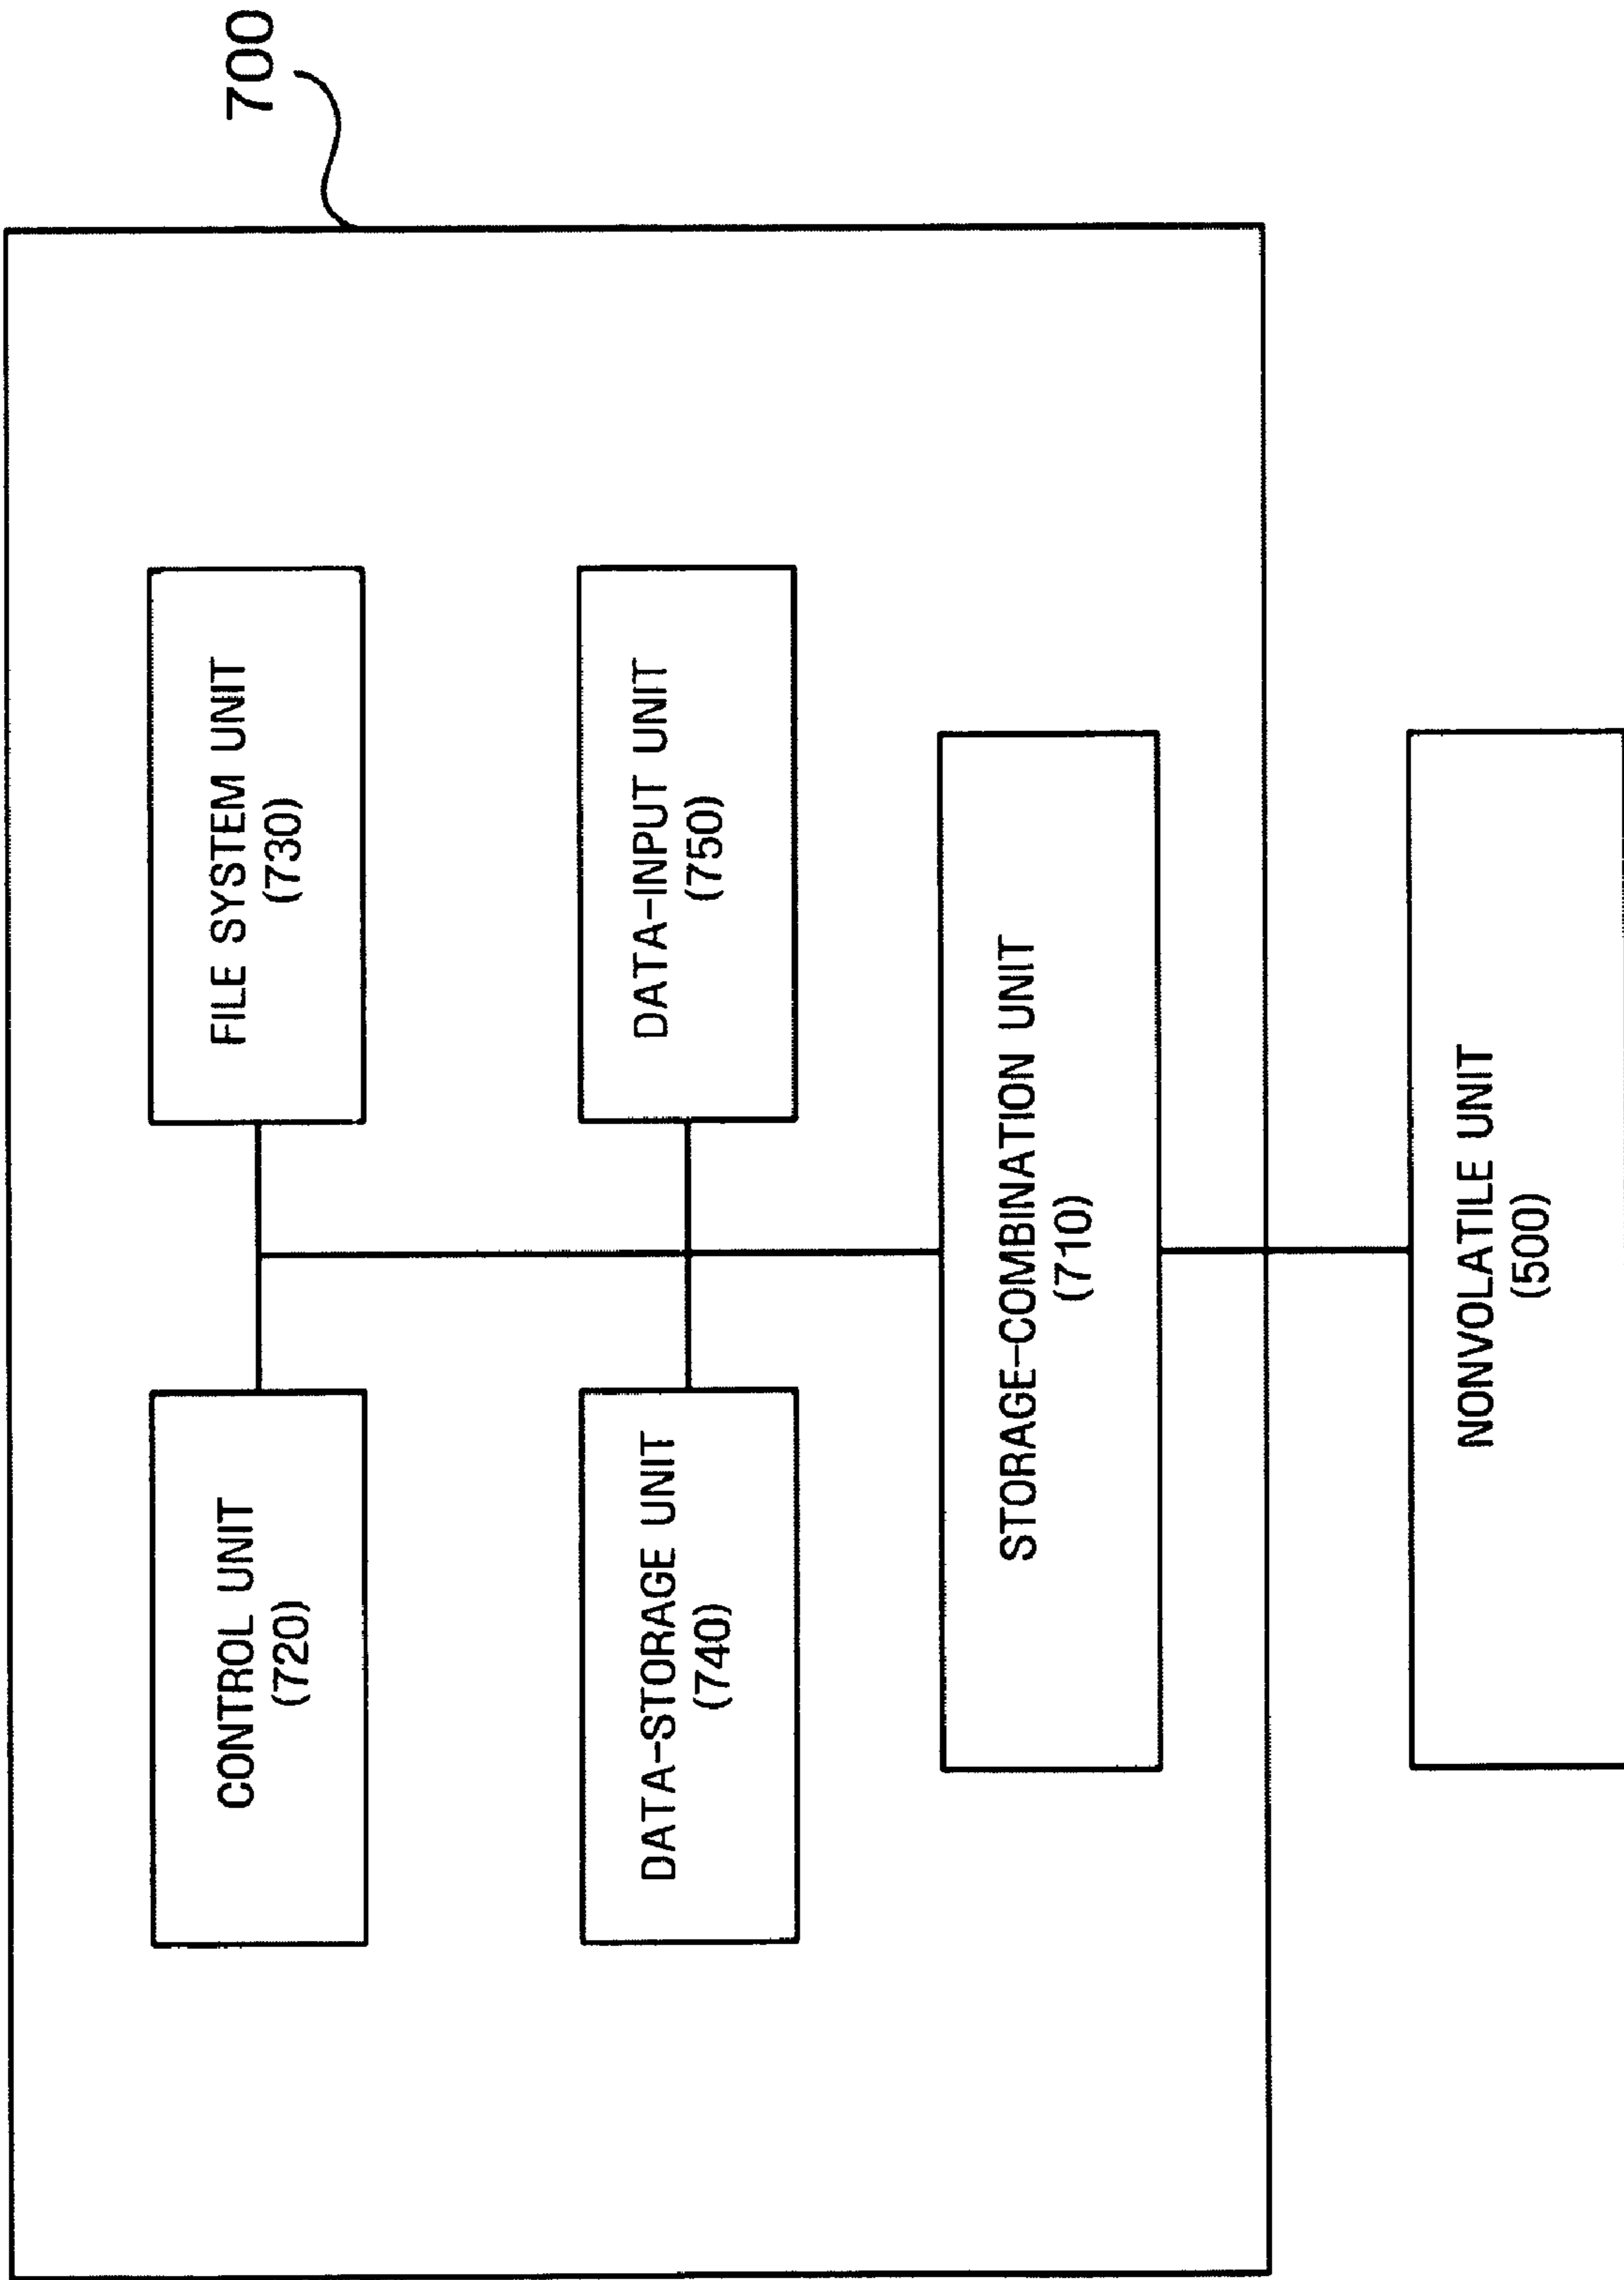 700
CONTROL UNIT
(720)
FILE SYSTEM UNIT
(730)
DATA-STORAGE UNIT
(740)
DATA-INPUT UNIT
(750)
STORAGE-COMBINATION UNIT
(710)
NONVOLATILE UNIT
(500)